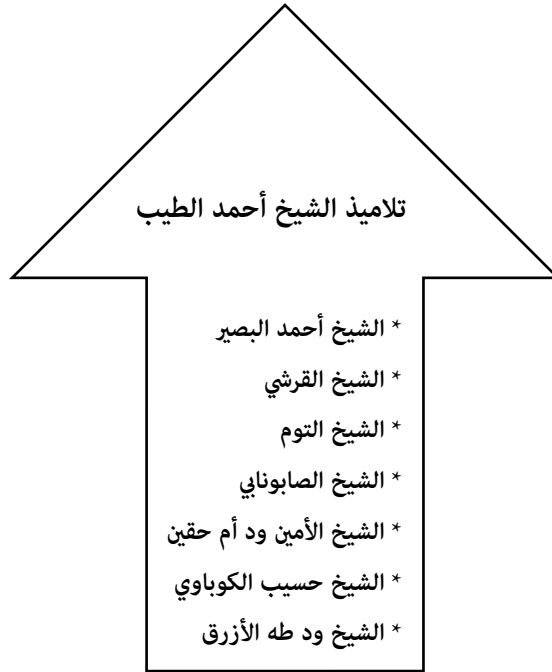 تلاميذ الشيخ أحمد الطيب
* الشيخ أحمد البصير
* الشيخ القرشي
* الشيخ التوم
* الشيخ الصابونابي
* الشيخ الأمين ود أم حقين
* الشيخ حسيب الكوباوي
* الشيخ ود طه الأزرق